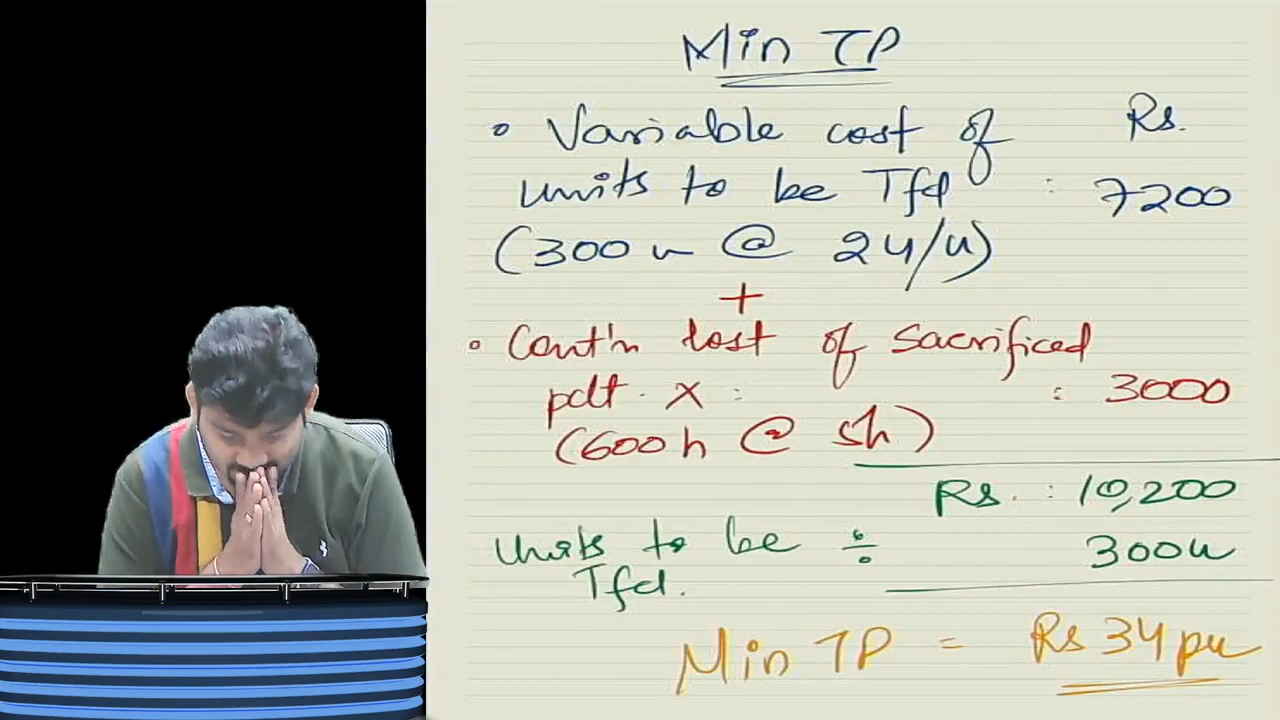 Min TP
• Variable cost of Rs.
units to be Tfd : 7200
(300 u @ 24/u)
+
• Cont'n lost of sacrificed
pdt. X : : 3000
(600 h @ 5/h)
Rs. : 10,200
Units to be ÷ 300u
Tfd.
Min TP = Rs 34 pu